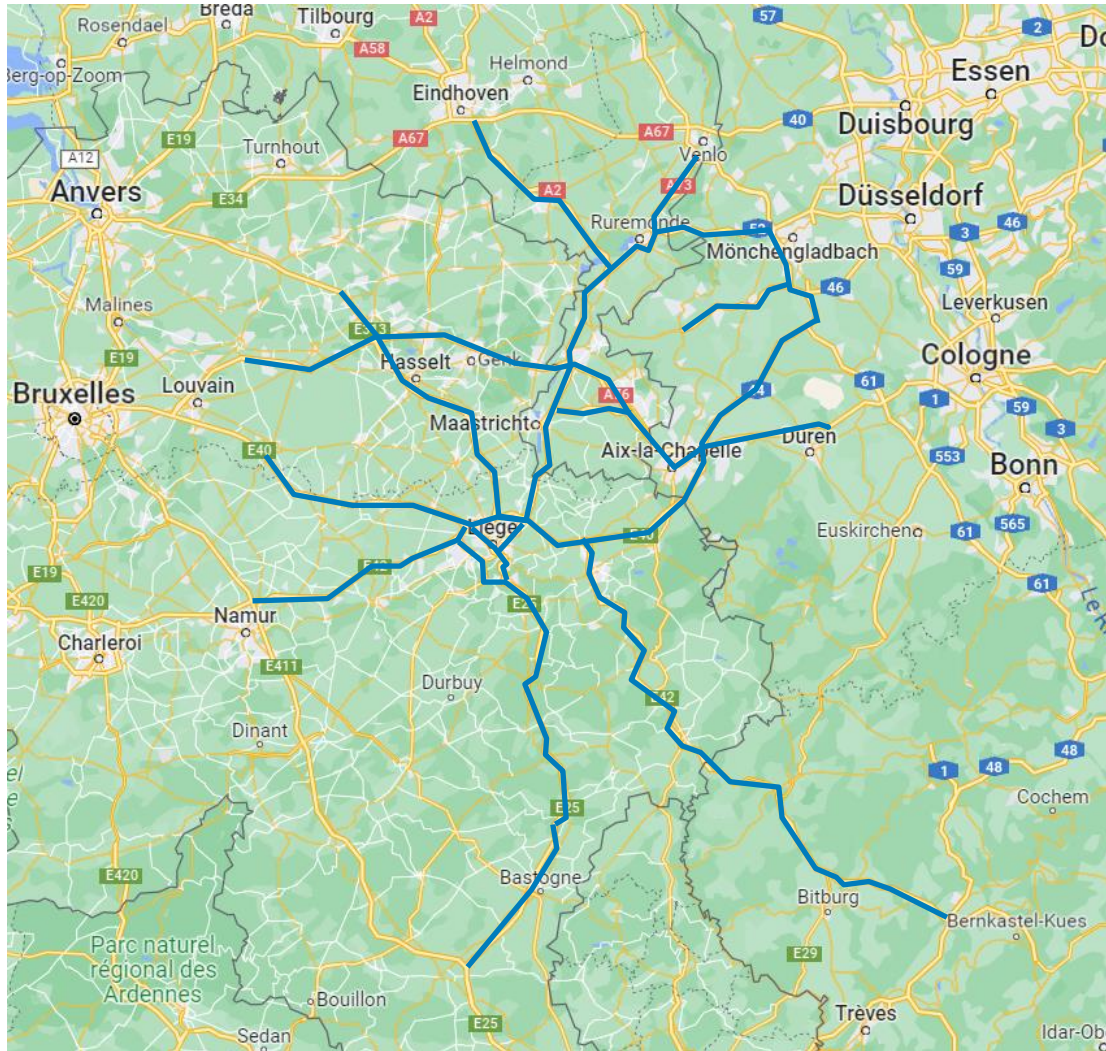 Rosendael
Breda
Tilbourg
A2
57
2
A58
Berg-op-Zoom
Helmond
Essen
Eindhoven
Duisbourg
40
E19
A67
A67
A12
Turnhout
Venlo
Anvers
E34
A2
Düsseldorf
Ruremonde
3
46
Mönchengladbach
59
46
Leverkusen
Malines
E313
E19
Hasselt
Genk
Cologne
Louvain
61
1
Bruxelles
A76
44
59
Maastricht
3
Aix-la-Chapelle
Düren
E40
553
Bonn
Liège
E40
Euskirchen
61
565
E19
E42
61
E420
E25
Namur
Charleroi
E411
Durbuy
E42
Dinant
48
1
48
E25
Cochem
E420
Bastogne
Bitburg
Bernkastel-Kues
Parc naturel
régional des
Ardennes
E29
Bouillon
Trèves
E25
Sedan